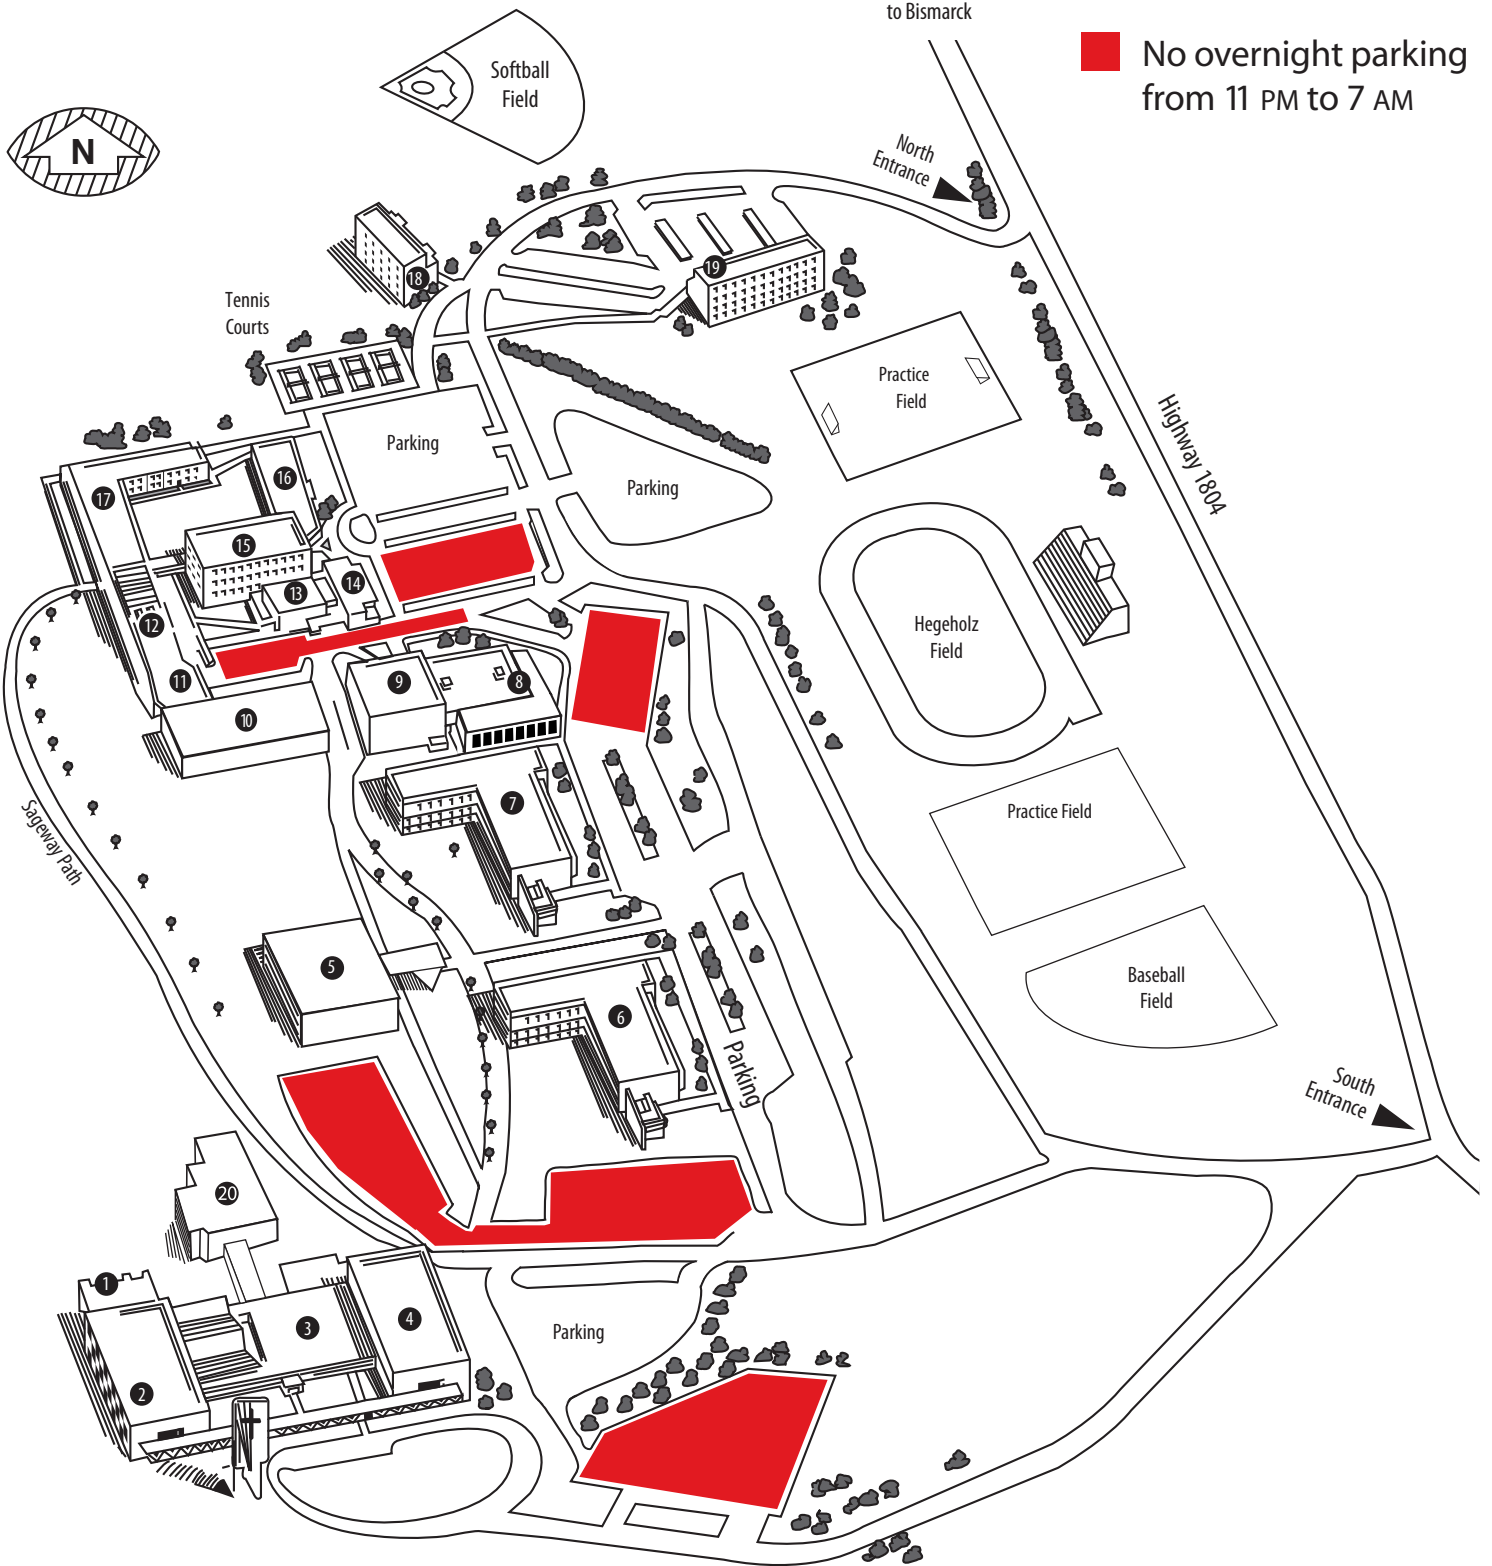 to Bismarck
No overnight parking
from 11 PM to 7 AM
Softball
Field
N
North
Entrance
18
19
Tennis
Courts
Practice
Field
Highway 1804
Parking
Parking
17
16
15
14
13
12
11
10
9
8
Hegeholz
Field
7
Practice Field
Sageway Path
5
6
Baseball
Field
Parking
South
Entrance
20
1
2
3
4
Parking